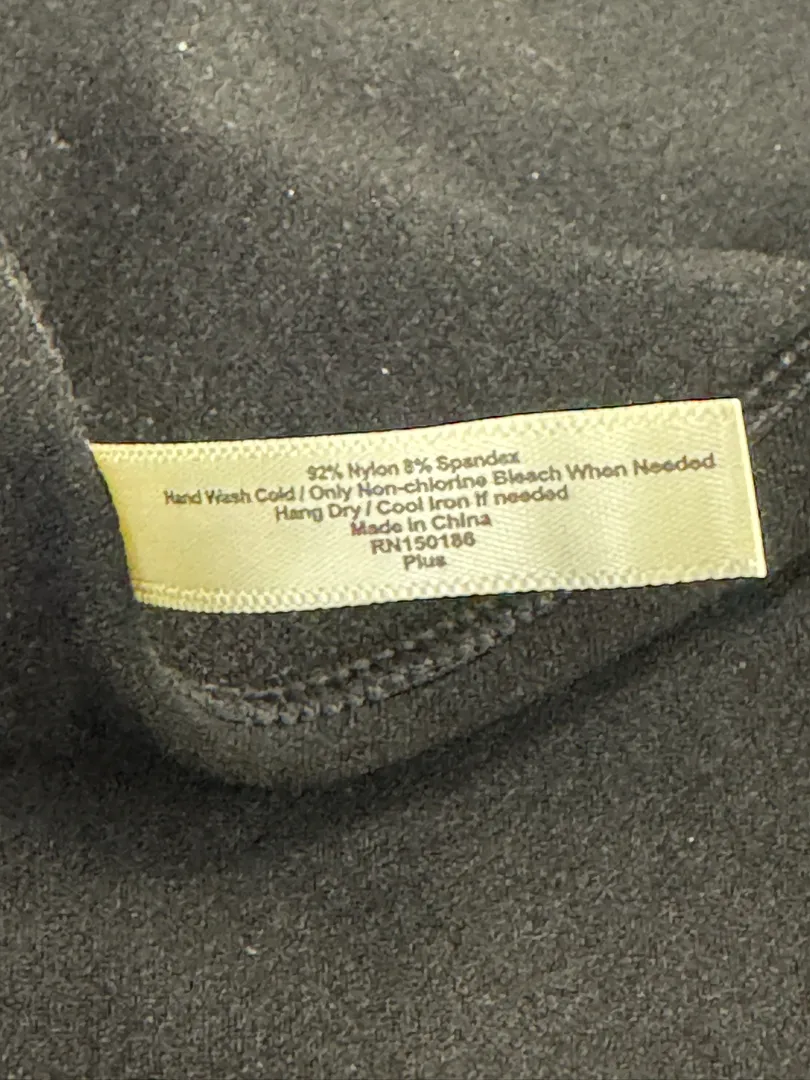 92% Nylon 8% Spandex
Hand Wash Cold / Only Non-chlorine Bleach When Needed
Hang Dry / Cool Iron If needed
Made in China
RN150186
Plus